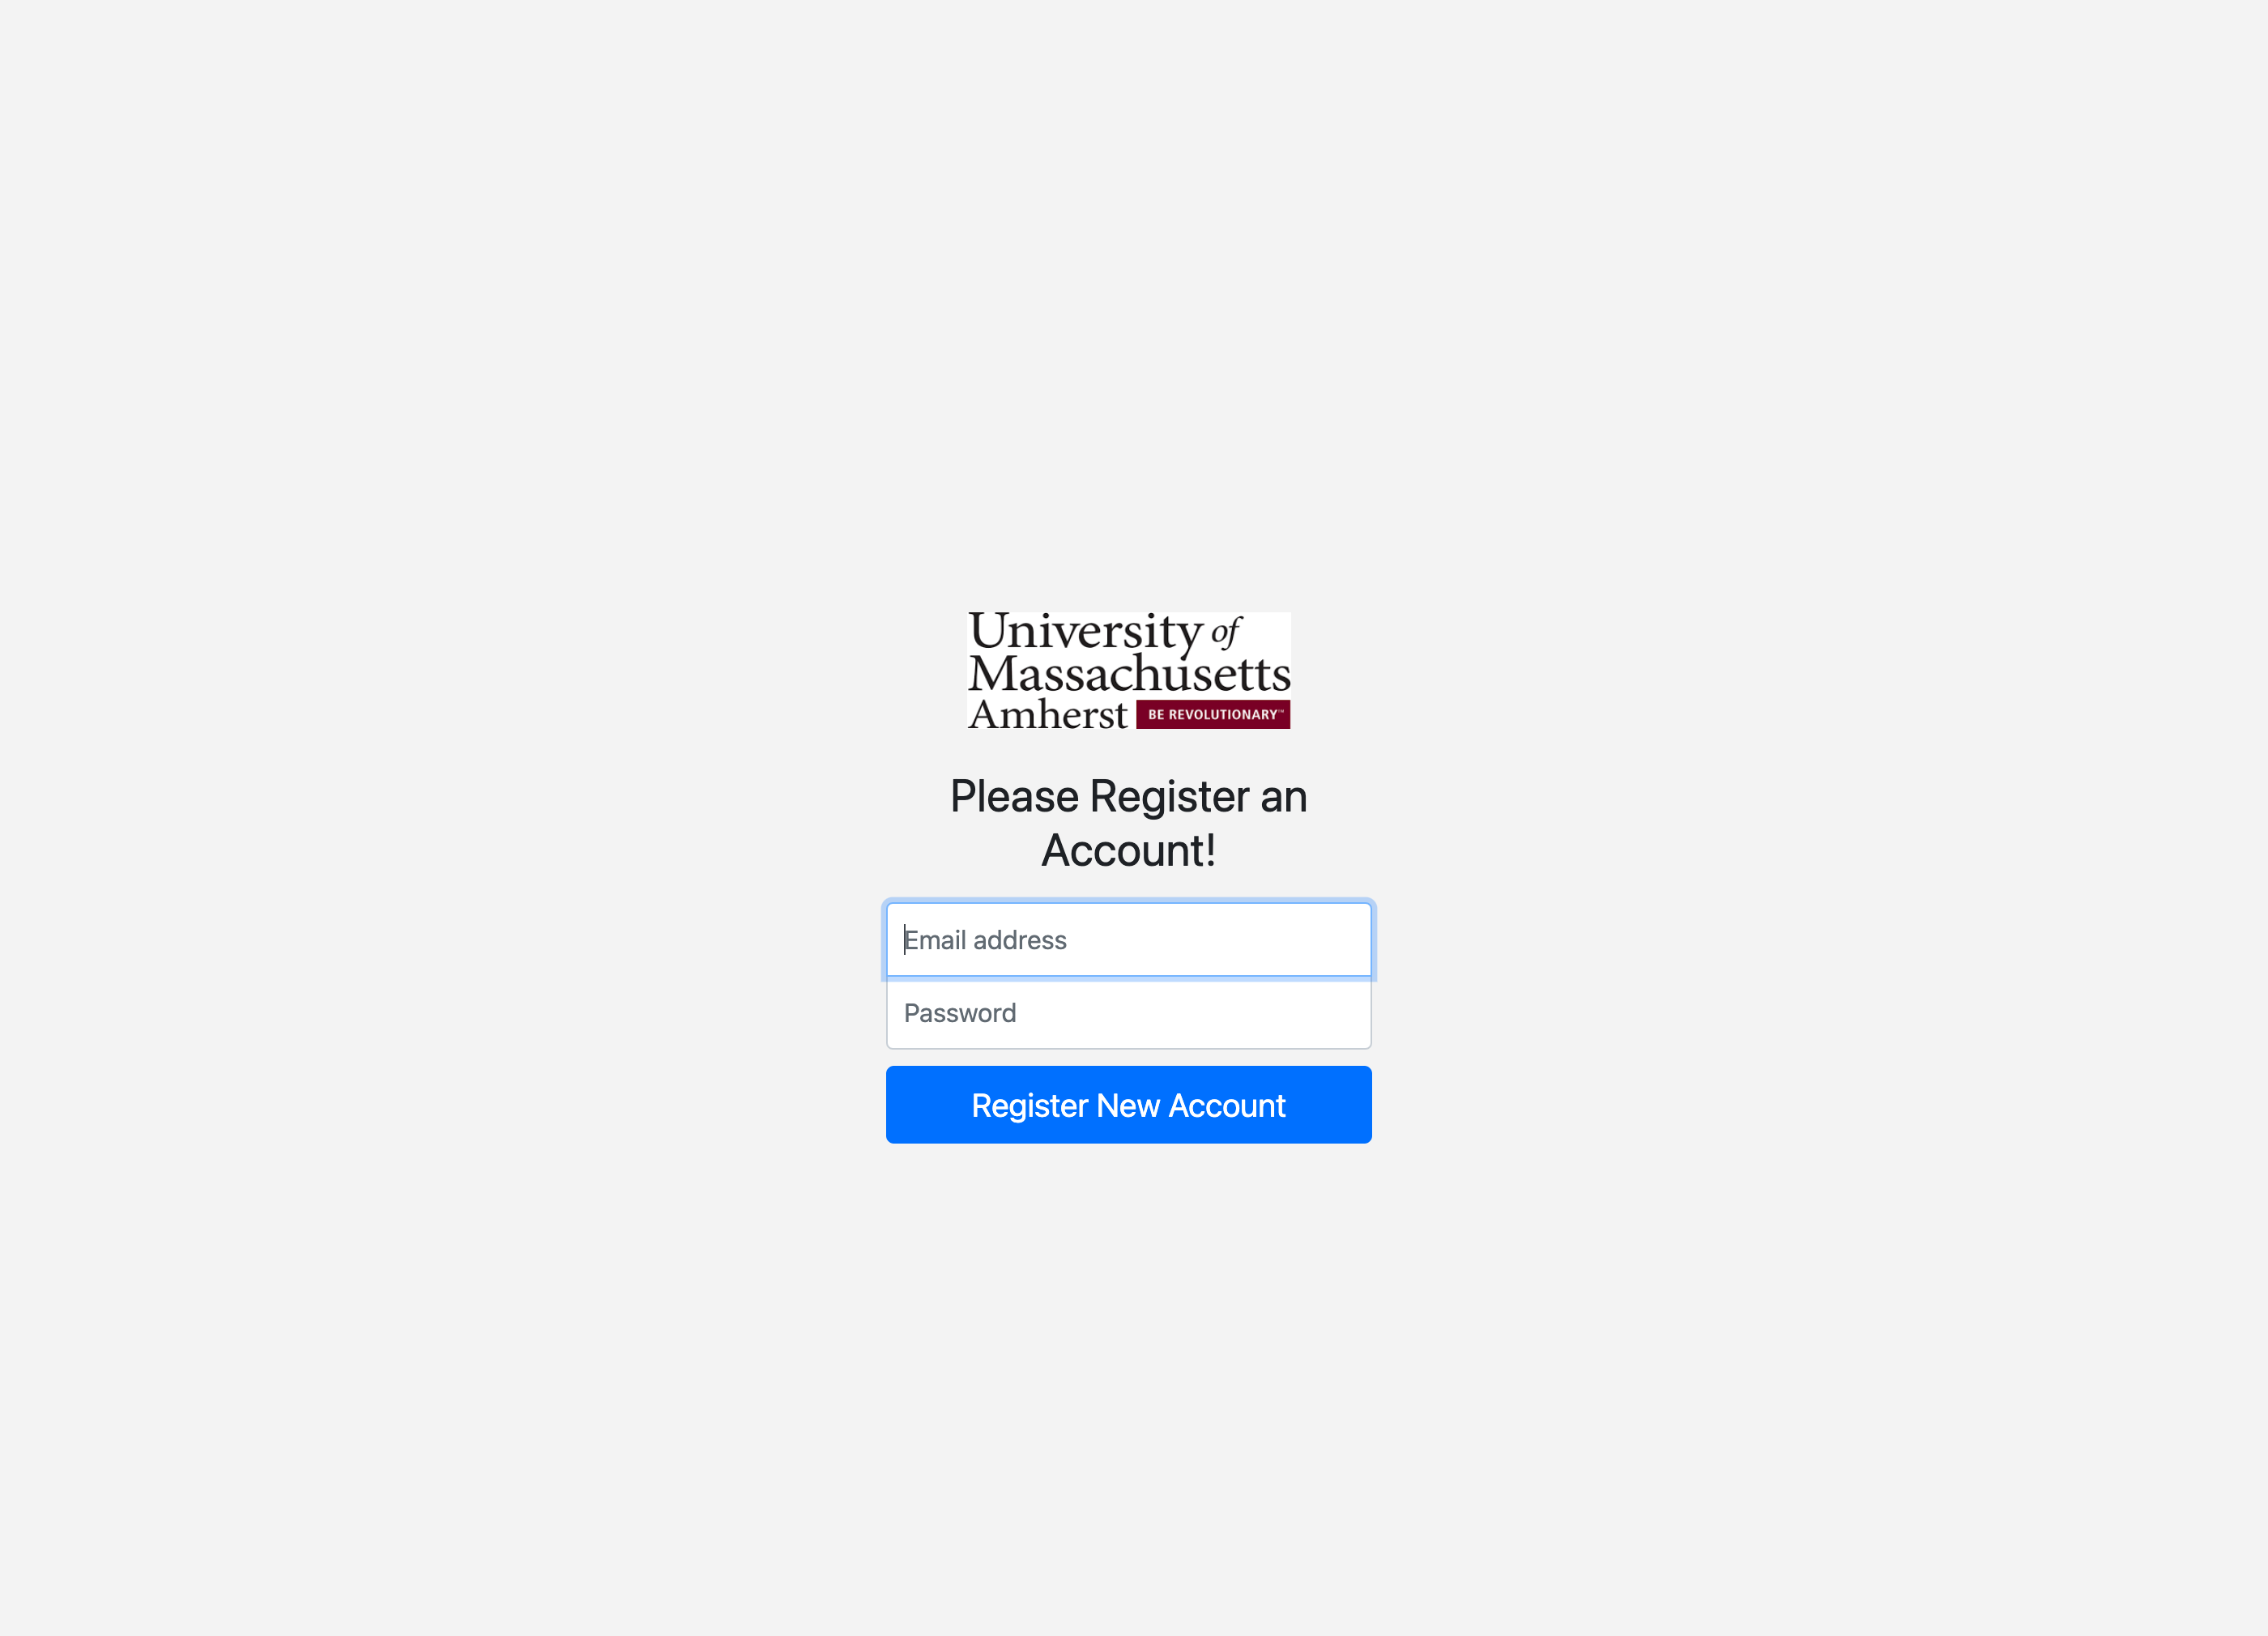 University of
Massachusetts
Amherst BE REVOLUTIONARY™
Please Register an
Account!
Email address
Password
Register New Account